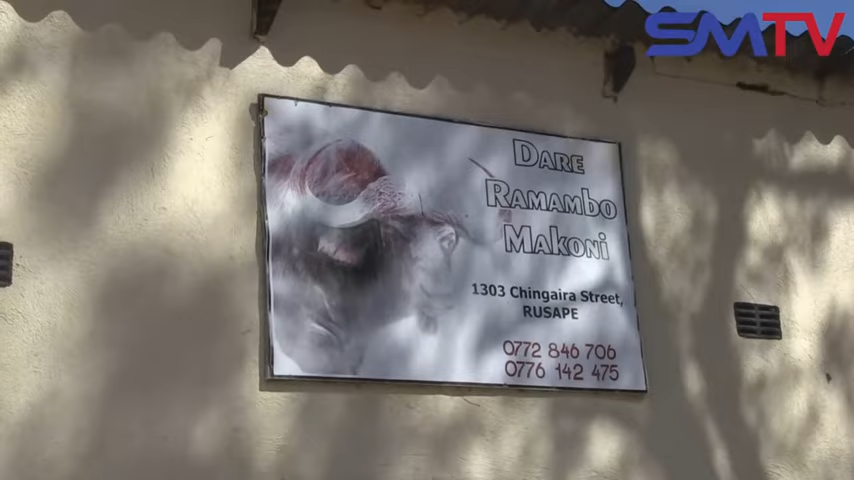 SMTV
DARE
RAMAMBO
MAKONI
1303 Chingaira Street,
RUSAPE
0772 846 706
0776 142 475